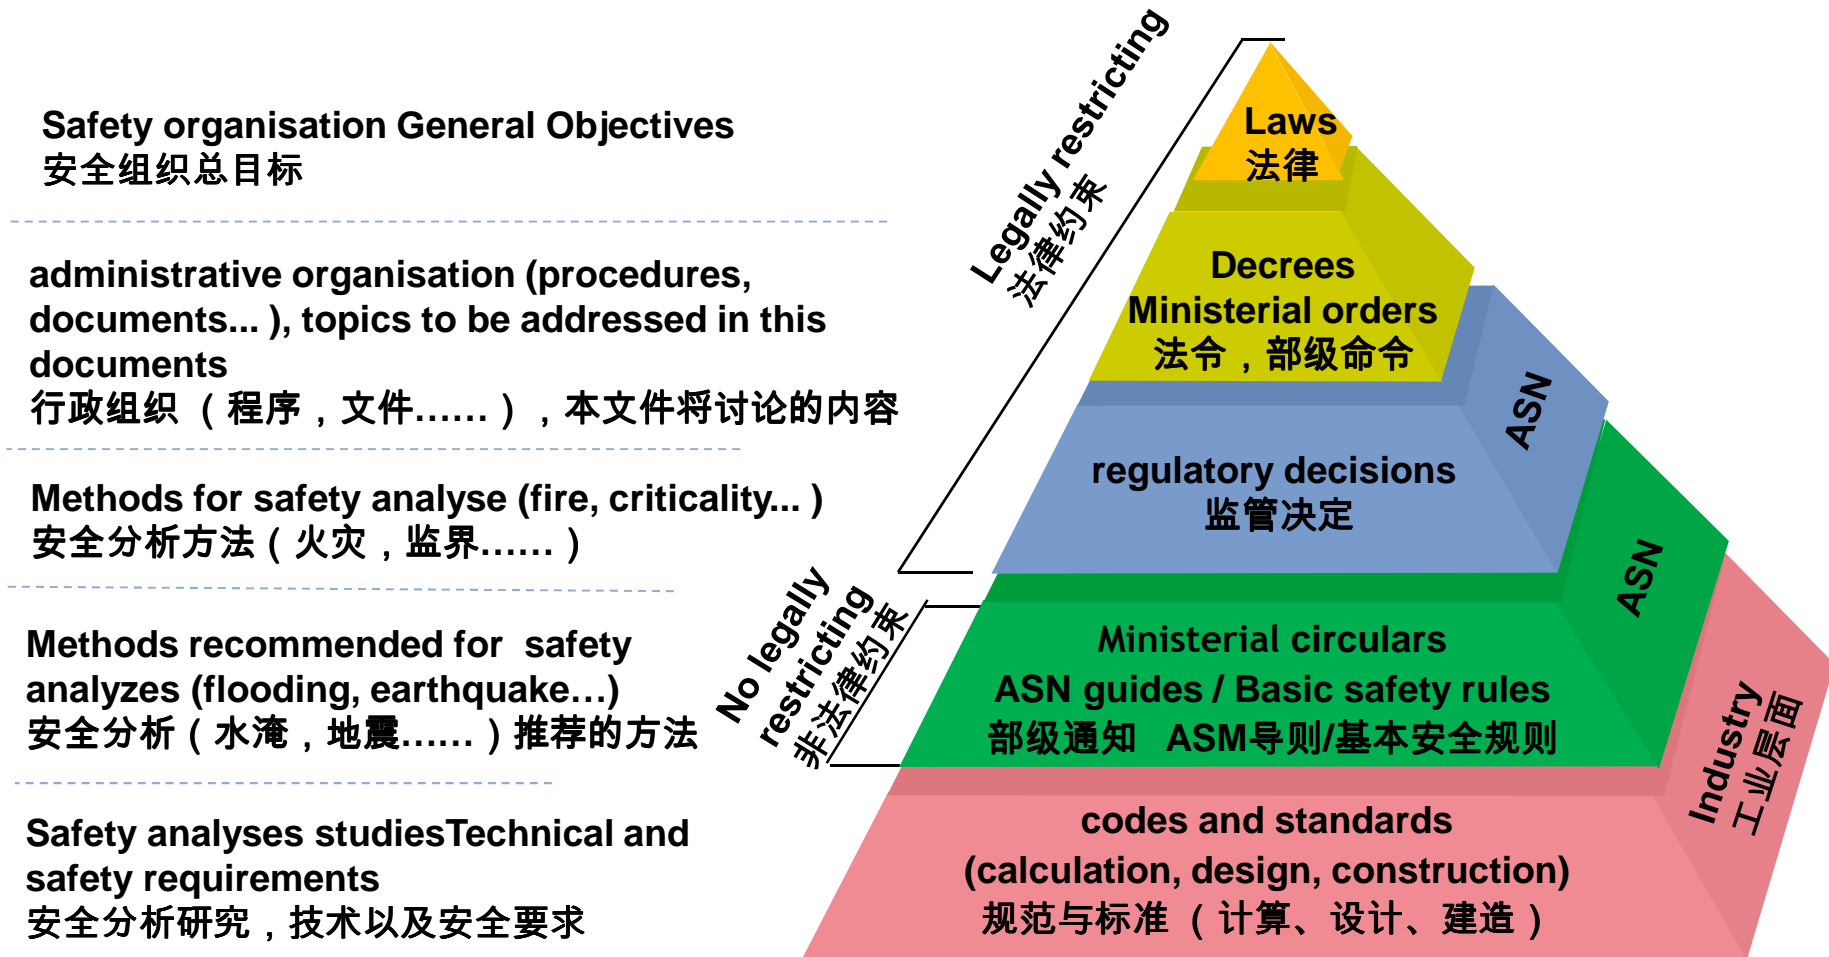 Safety organisation General Objectives
安全组织总目标
administrative organisation (procedures,
documents... ), topics to be addressed in this
documents
行政组织 （程序，文件……），本文件将讨论的内容
Methods for safety analyse (fire, criticality... )
安全分析方法（火灾，监界……）
Methods recommended for  safety
analyzes (flooding, earthquake…)
安全分析（水淹，地震……）推荐的方法
Safety analyses studiesTechnical and
safety requirements
安全分析研究，技术以及安全要求
Legally restricting
法律约束
No legally
restricting
非法律约束
Laws
法律
Decrees
Ministerial orders
法令，部级命令
regulatory decisions
监管决定
ASN
Ministerial circulars
ASN guides / Basic safety rules
部级通知  ASM导则/基本安全规则
ASN
codes and standards
(calculation, design, construction)
规范与标准 （计算、设计、建造）
Industry
工业层面